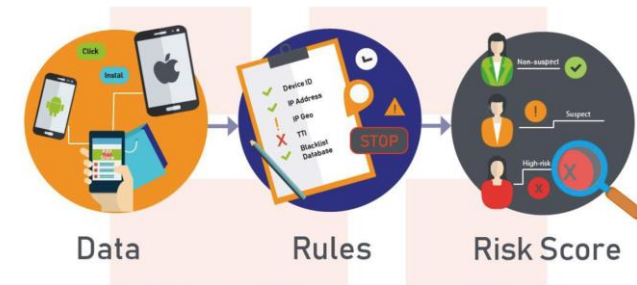 Click
Instal
Device ID
IP Address
IP Geo
TTI
Blacklist
Database
STOP
Non-suspect
Suspect
High-risk
Data
Rules
Risk Score